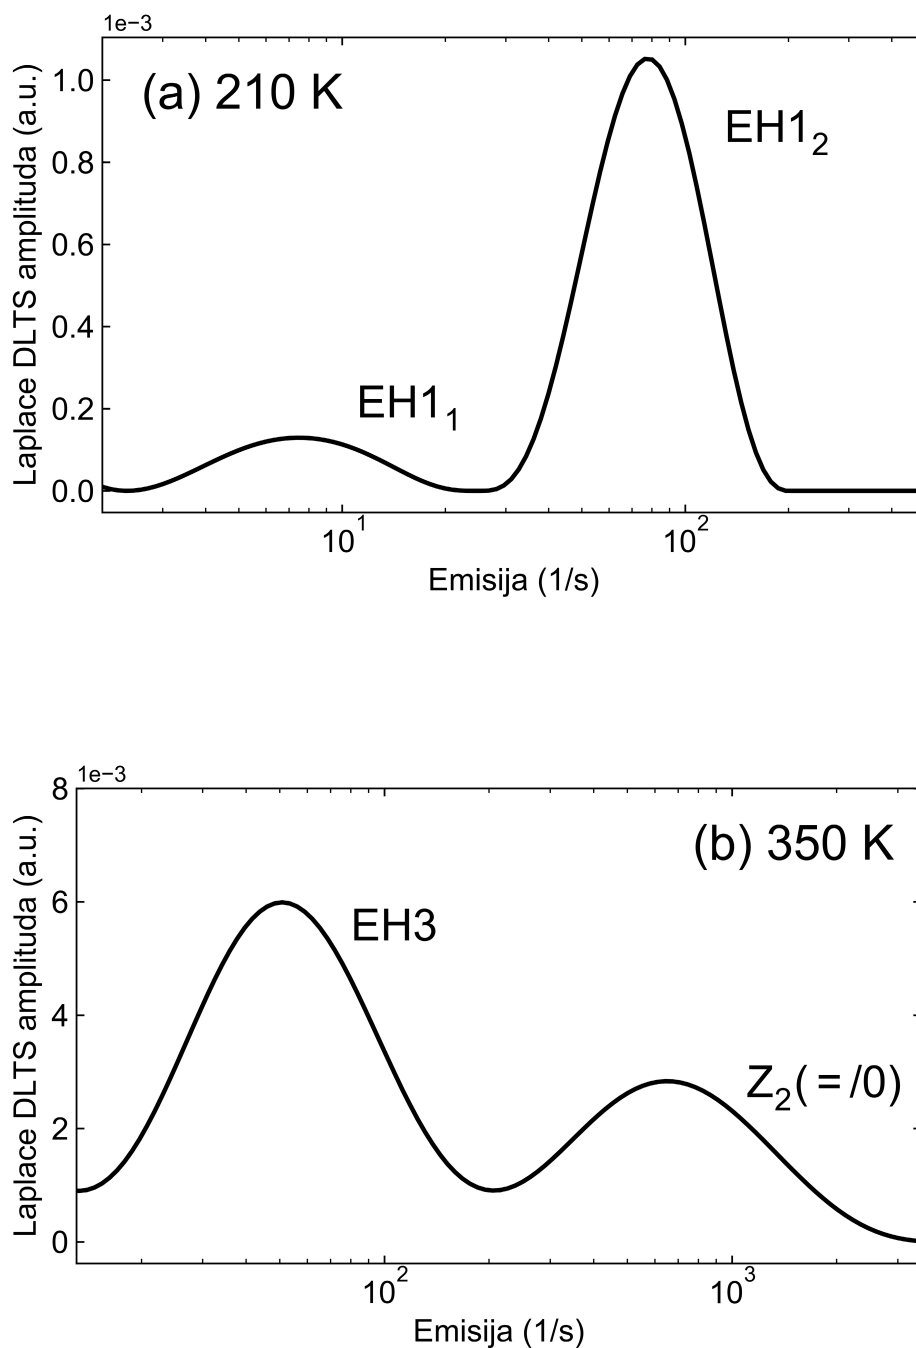 1e−3
(a) 210 K
EH1₂
EH1₁
Laplace DLTS amplituda (a.u.)
1.0
0.8
0.6
0.4
0.2
0.0
10¹ 10²
Emisija (1/s)
1e−3
(b) 350 K
EH3
Z₂(=/0)
Laplace DLTS amplituda (a.u.)
8
6
4
2
0
10² 10³
Emisija (1/s)